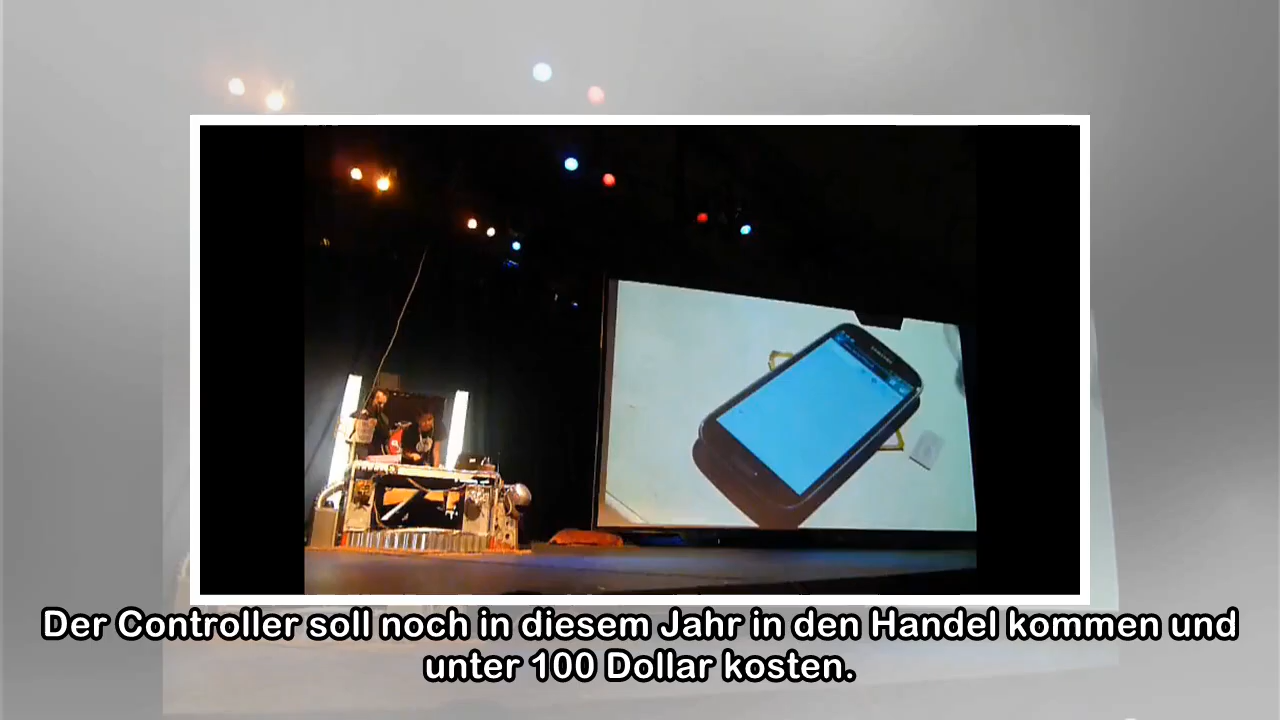 Der Controller soll noch in diesem Jahr in den Handel kommen und
unter 100 Dollar kosten.